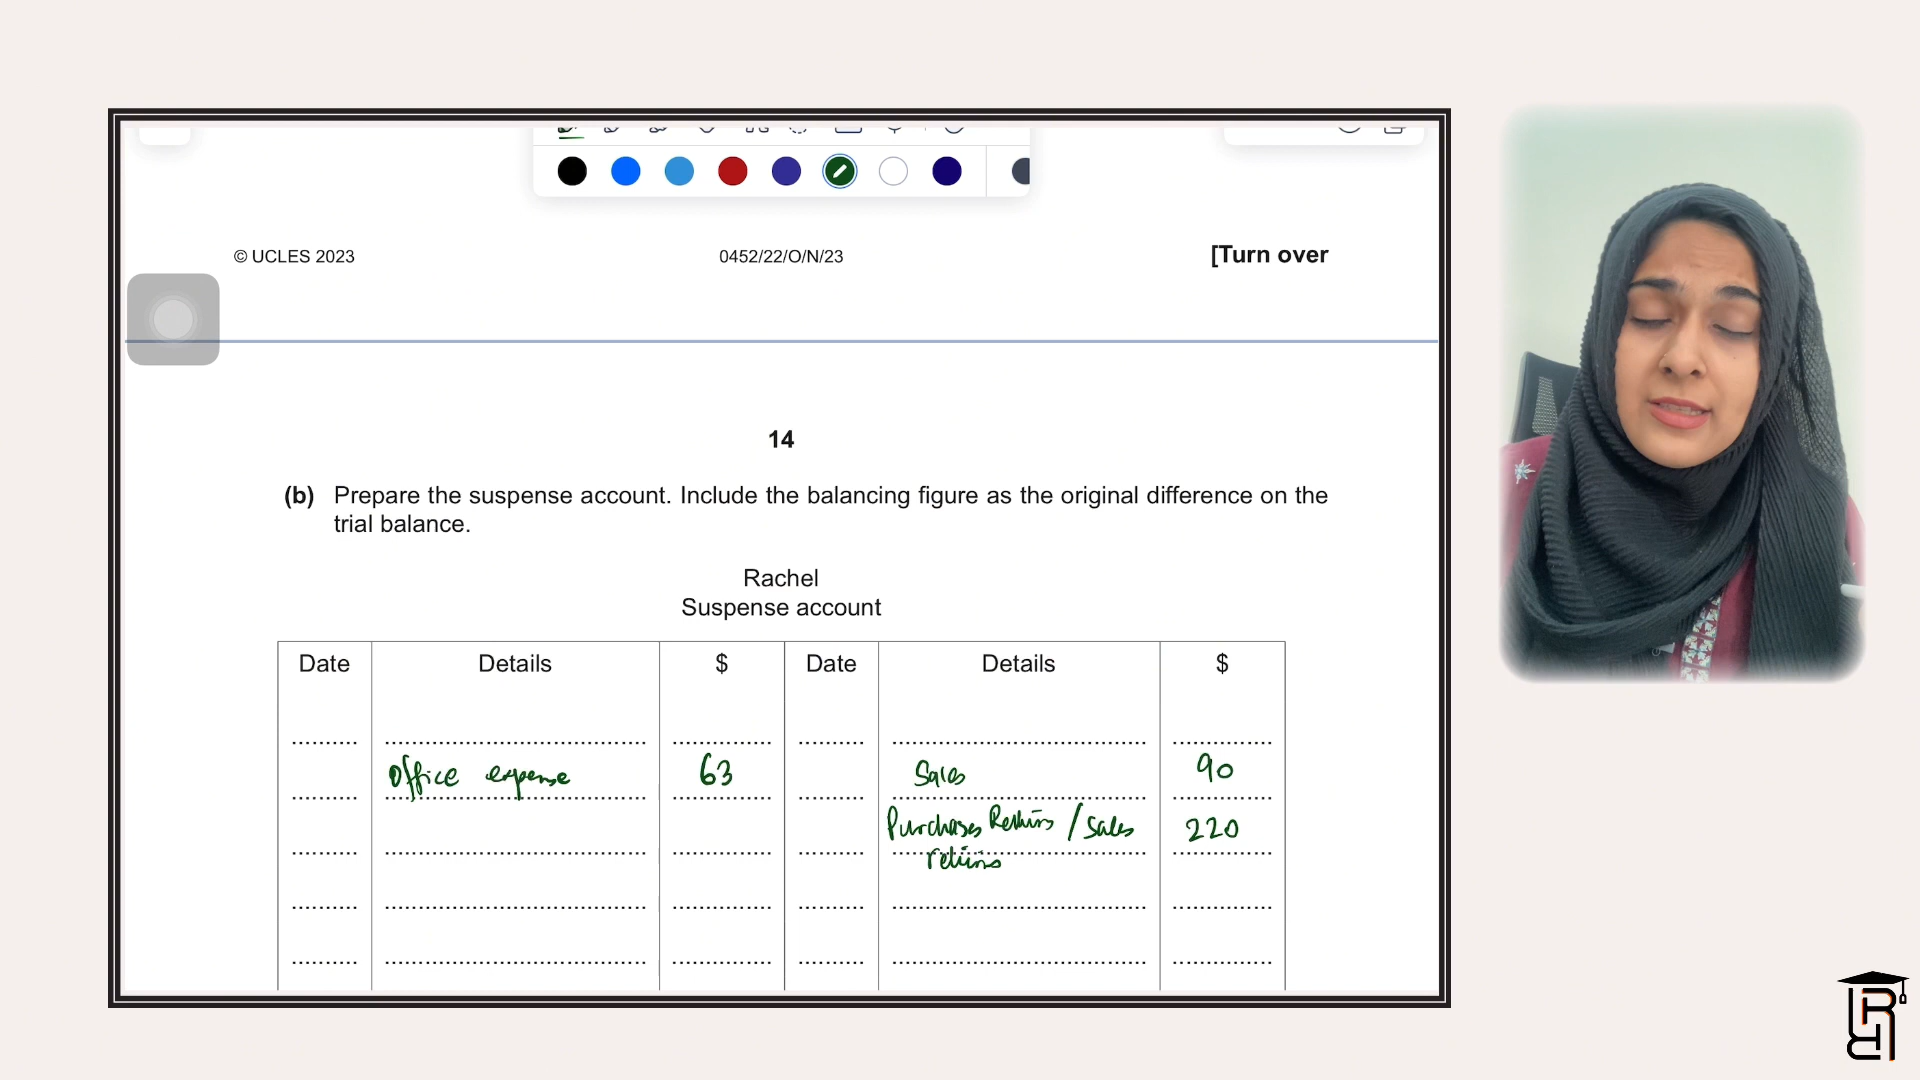 © UCLES 2023 0452/22/O/N/23 [Turn over
14
(b) Prepare the suspense account. Include the balancing figure as the original difference on the
trial balance.
Rachel
Suspense account
Date Details $ Date Details $
Office expense 63 Sales 90
Purchases Returns / Sales 220
returns